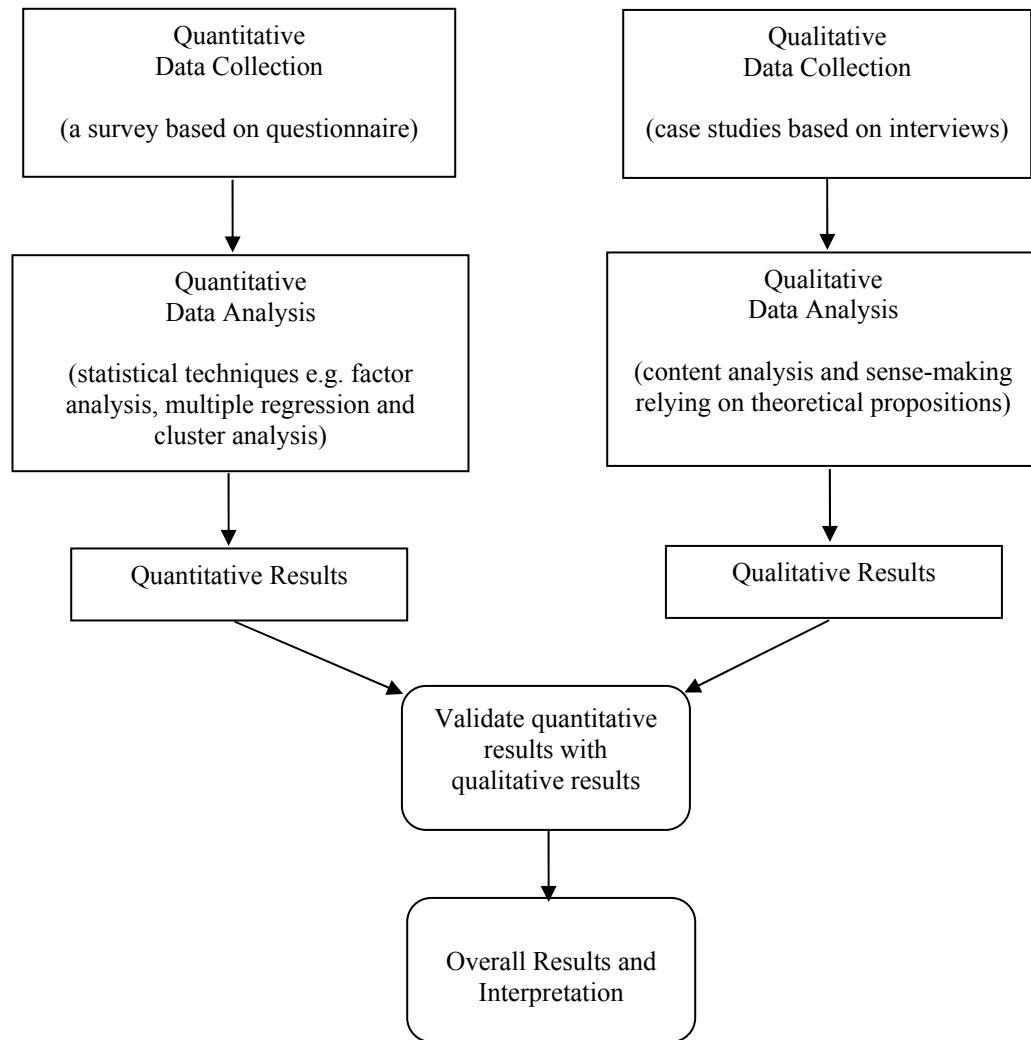 Quantitative
Data Collection
(a survey based on questionnaire)
Qualitative
Data Collection
(case studies based on interviews)
Quantitative
Data Analysis
(statistical techniques e.g. factor
analysis, multiple regression and
cluster analysis)
Qualitative
Data Analysis
(content analysis and sense-making
relying on theoretical propositions)
Quantitative Results
Qualitative Results
Validate quantitative
results with
qualitative results
Overall Results and
Interpretation